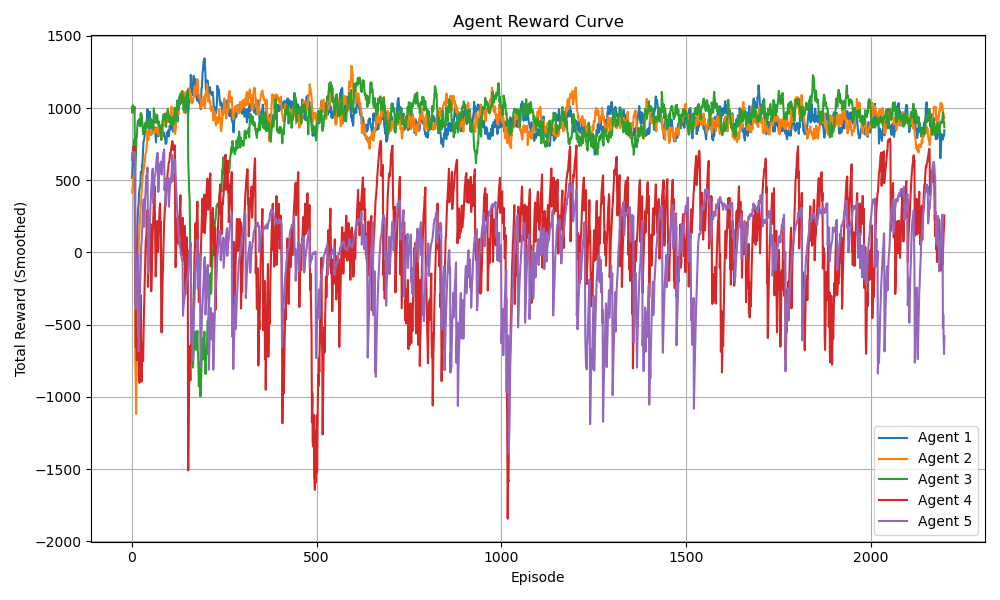 Agent Reward Curve
Total Reward (Smoothed)
1500
1000
500
0
−500
−1000
−1500
−2000
0
500
1000
1500
2000
Episode
Agent 1
Agent 2
Agent 3
Agent 4
Agent 5